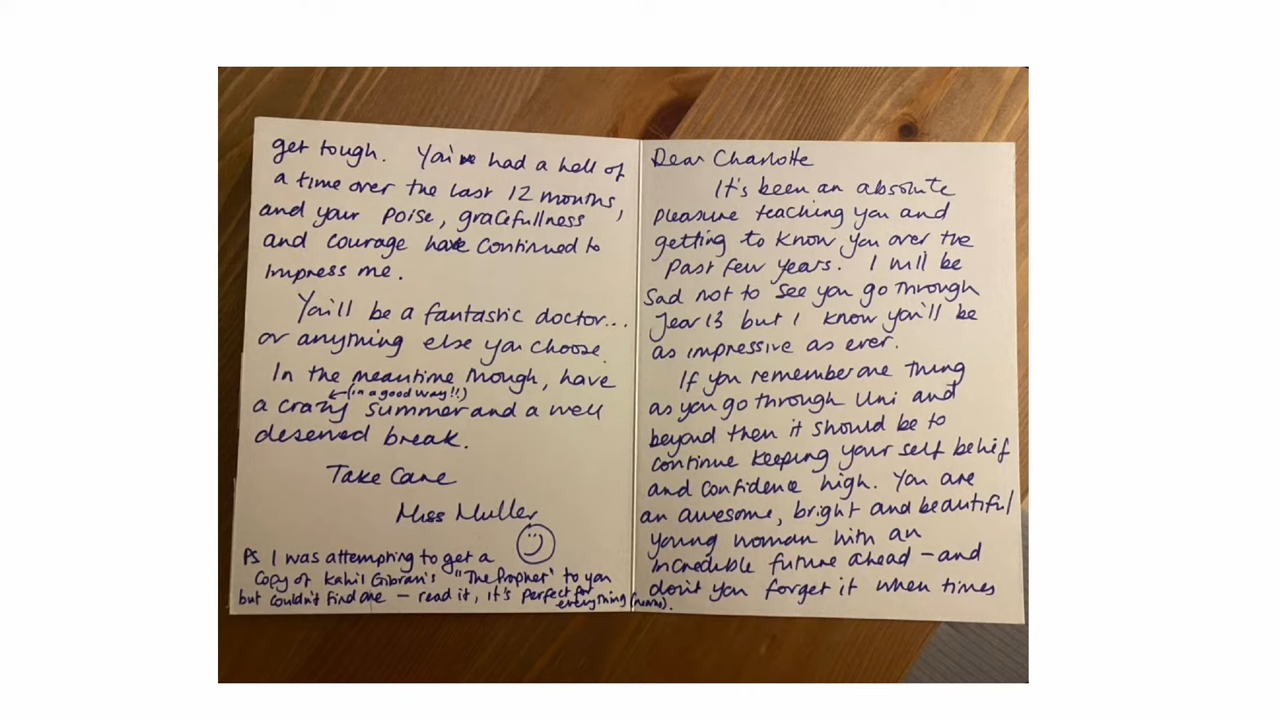 Dear Charlotte
It's been an absolute
pleasure teaching you and
getting to know you over the
past few years. I will be
sad not to see you go through
Year 13 but I know you'll be
as impressive as ever.
If you remember one thing
as you go through Uni and
beyond then it should be to
continue keeping your self belief
and confidence high. You are
an awesome, bright and beautiful
young woman with an
incredible future ahead – and
don't you forget it when times
get tough. You've had a hell of
a time over the last 12 months,
and your poise, gracefullness
and courage have continued to
impress me.
You'll be a fantastic doctor...
or anything else you choose.
In the meantime though, have
← (in a good way!!)
a crazy summer and a well
deserved break.
Take Care
Miss Muller
PS I was attempting to get a
copy of Kahil Gibran's "The Prophet" to you
but couldn't find one – read it, it's perfect for
everything